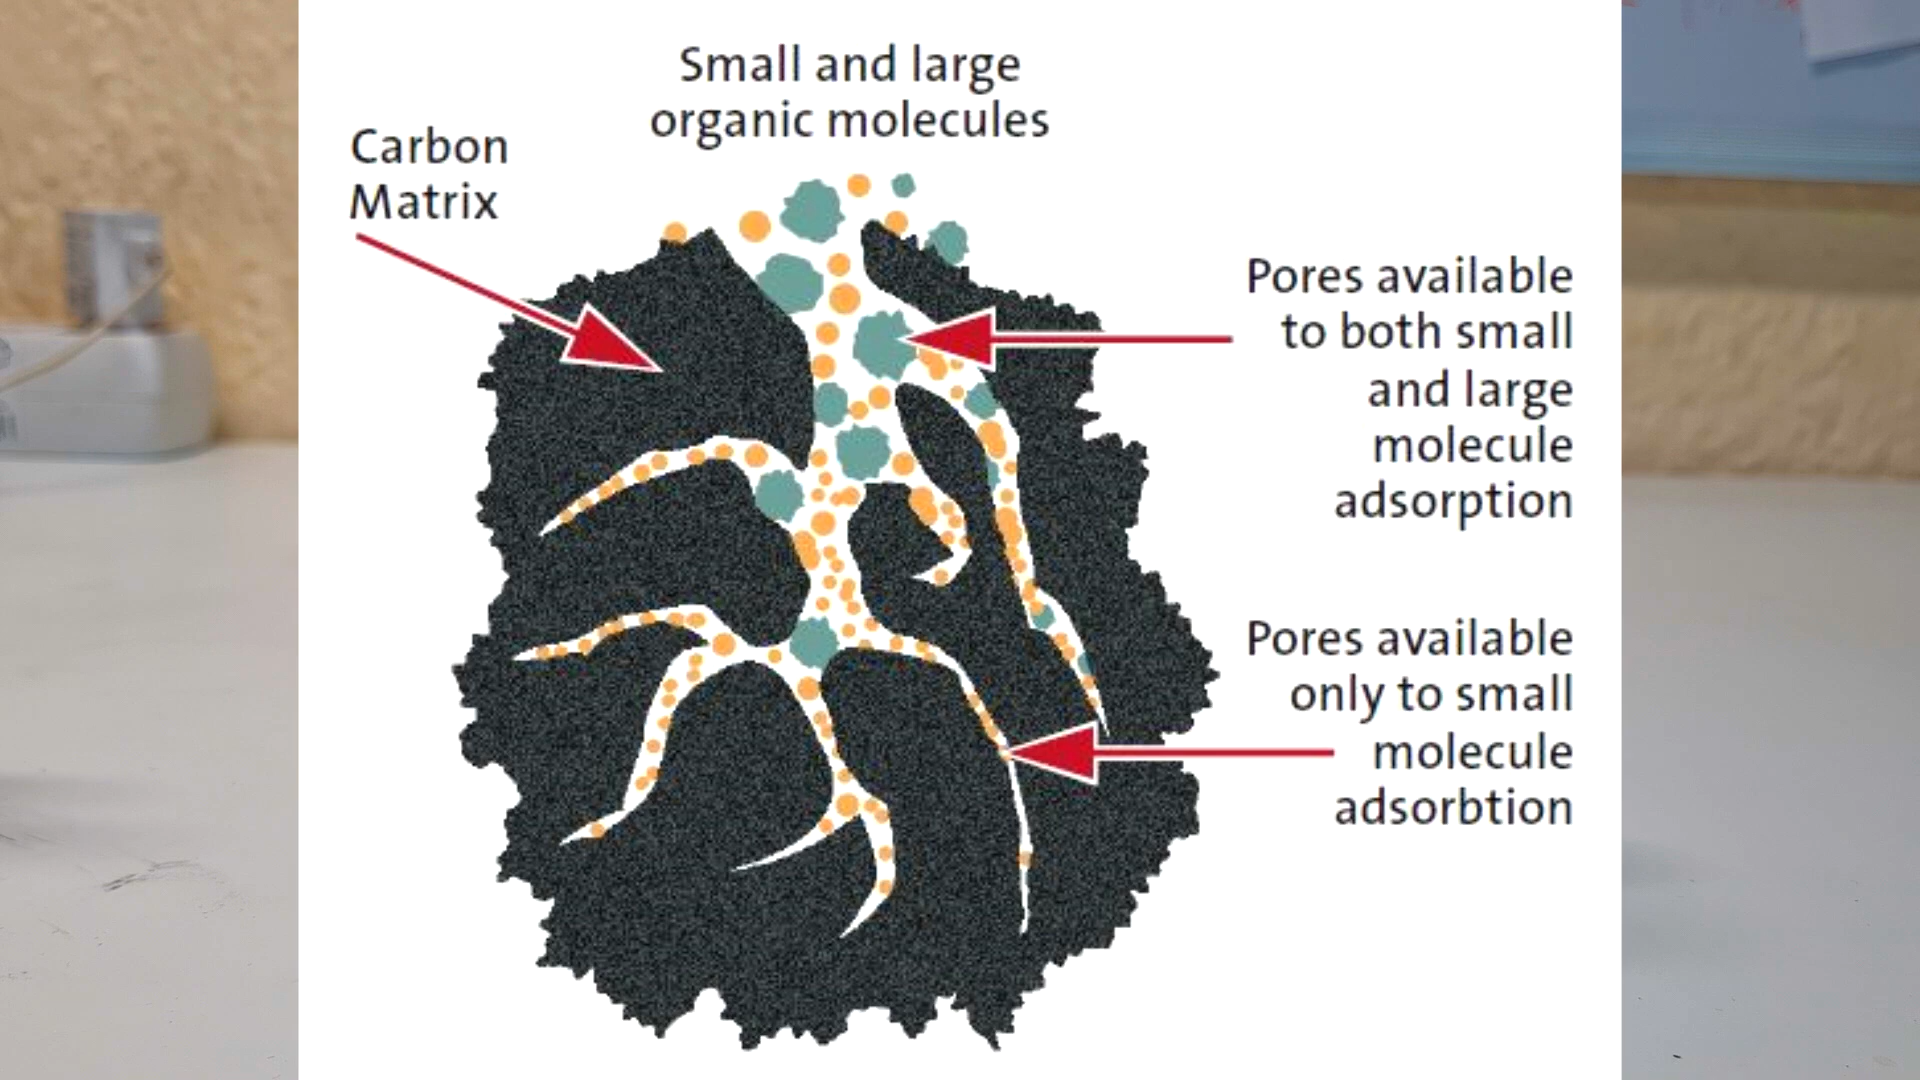 Small and large
organic molecules
Carbon
Matrix
Pores available
to both small
and large
molecule
adsorption
Pores available
only to small
molecule
adsorbtion